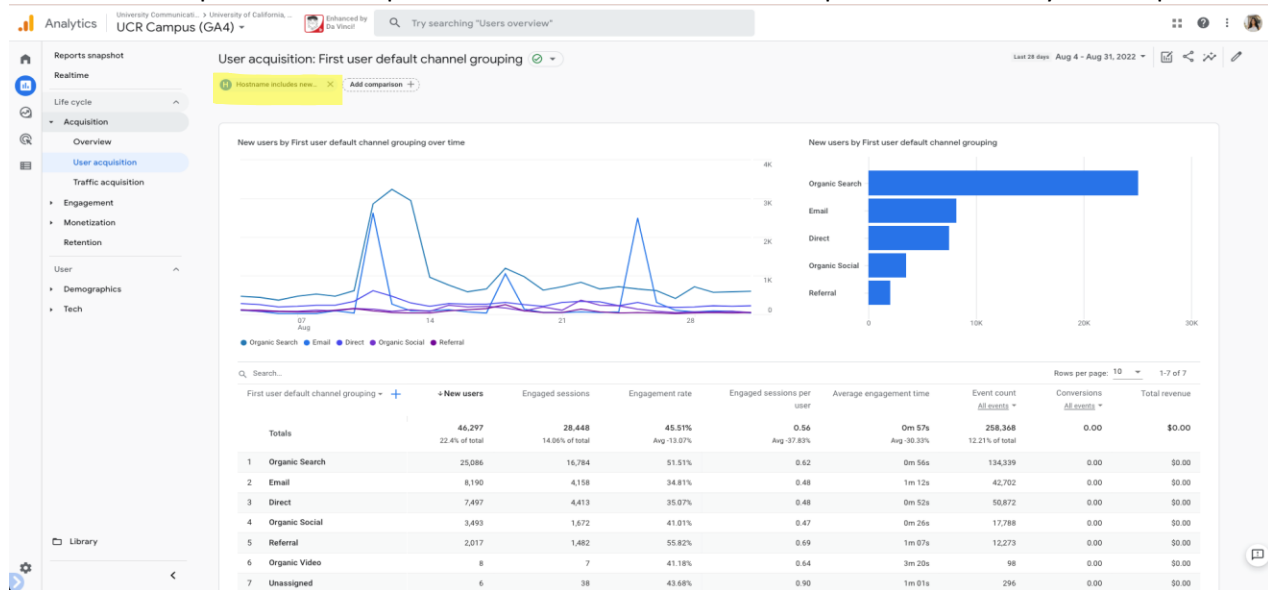 Analytics
University Communicati... > University of California, ...
UCR Campus (GA4)
Enhanced by
Da Vinci!
Try searching "Users overview"
Reports snapshot
Realtime
Life cycle
Acquisition
Overview
User acquisition
Traffic acquisition
Engagement
Monetization
Retention
User
Demographics
Tech
Library
User acquisition: First user default channel grouping
Last 28 days Aug 4 - Aug 31, 2022
H Hostname includes new... Add comparison +
New users by First user default channel grouping over time
4K
3K
2K
1K
0
07
Aug
14
21
28
Organic Search Email Direct Organic Social Referral
New users by First user default channel grouping
Organic Search
Email
Direct
Organic Social
Referral
0 10K 20K 30K
Search...
Rows per page: 10 1-7 of 7
First user default channel grouping + ↓New users Engaged sessions Engagement rate Engaged sessions per user Average engagement time Event count All events Conversions All events Total revenue
Totals 46,297 28,448 45.51% 0.56 0m 57s 258,368 0.00 $0.00
22.4% of total 14.06% of total Avg -13.07% Avg -37.83% Avg -30.33% 12.21% of total
1 Organic Search 25,086 16,784 51.51% 0.62 0m 56s 134,339 0.00 $0.00
2 Email 8,190 4,158 34.81% 0.48 1m 12s 42,702 0.00 $0.00
3 Direct 7,497 4,413 35.07% 0.48 0m 52s 50,872 0.00 $0.00
4 Organic Social 3,493 1,672 41.01% 0.47 0m 26s 17,788 0.00 $0.00
5 Referral 2,017 1,482 55.82% 0.69 1m 07s 12,273 0.00 $0.00
6 Organic Video 8 7 41.18% 0.64 3m 20s 98 0.00 $0.00
7 Unassigned 6 38 43.68% 0.90 1m 01s 296 0.00 $0.00